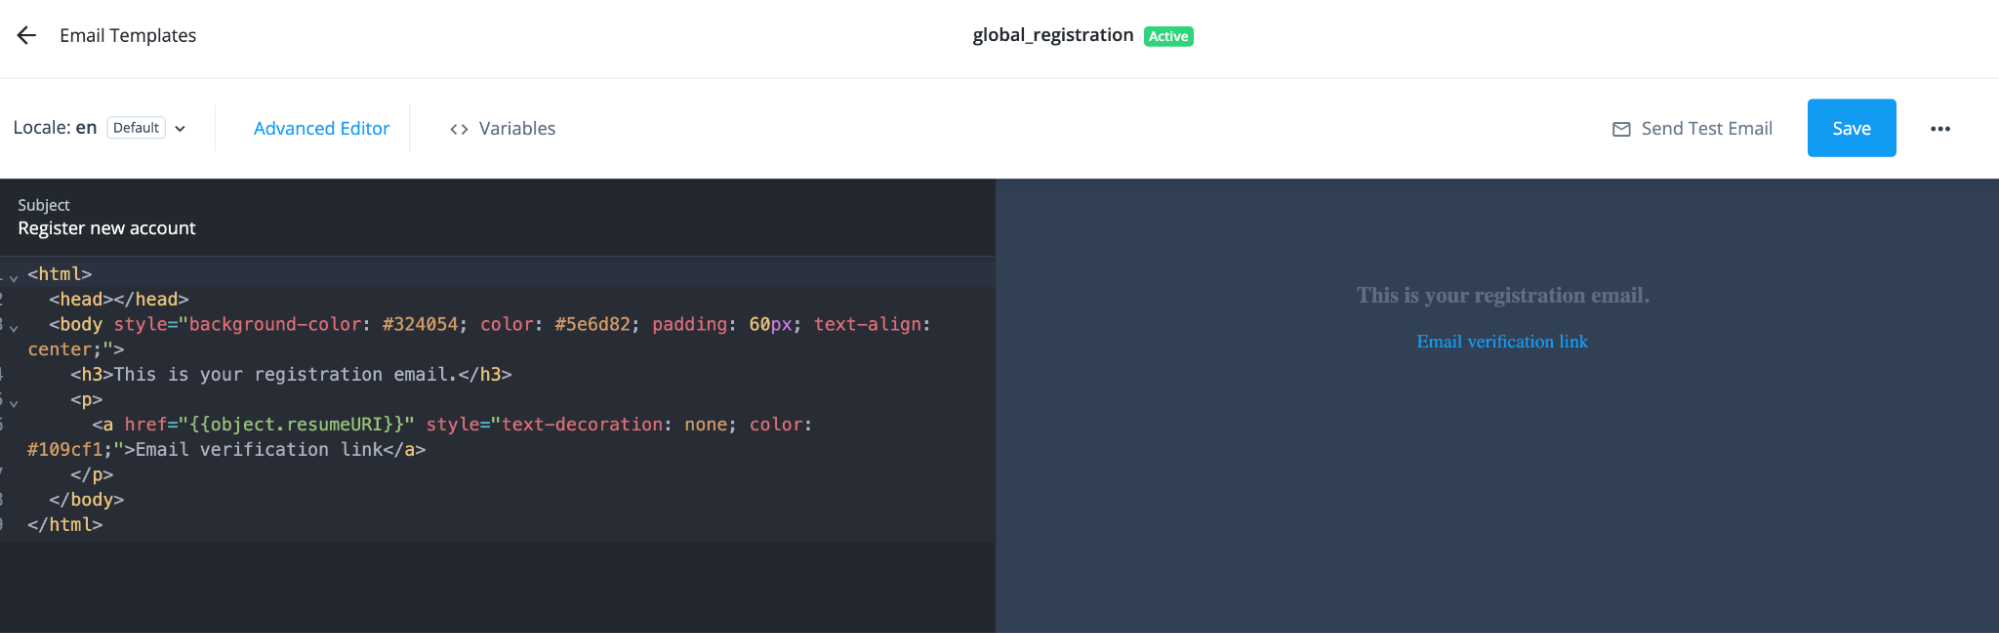 Email Templates
global_registration Active
Locale: en Default
Advanced Editor
<> Variables
Send Test Email
Save
Subject
Register new account
<html>
<head></head>
<body style="background-color: #324054; color: #5e6d82; padding: 60px; text-align:
center;">
<h3>This is your registration email.</h3>
<p>
<a href="{{object.resumeURI}}" style="text-decoration: none; color:
#109cf1;">Email verification link</a>
</p>
</body>
</html>
This is your registration email.
Email verification link